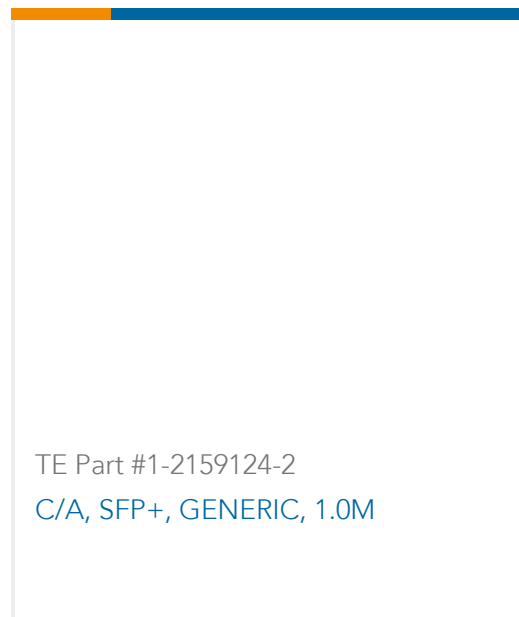 TE Part #1-2159124-2
C/A, SFP+, GENERIC, 1.0M